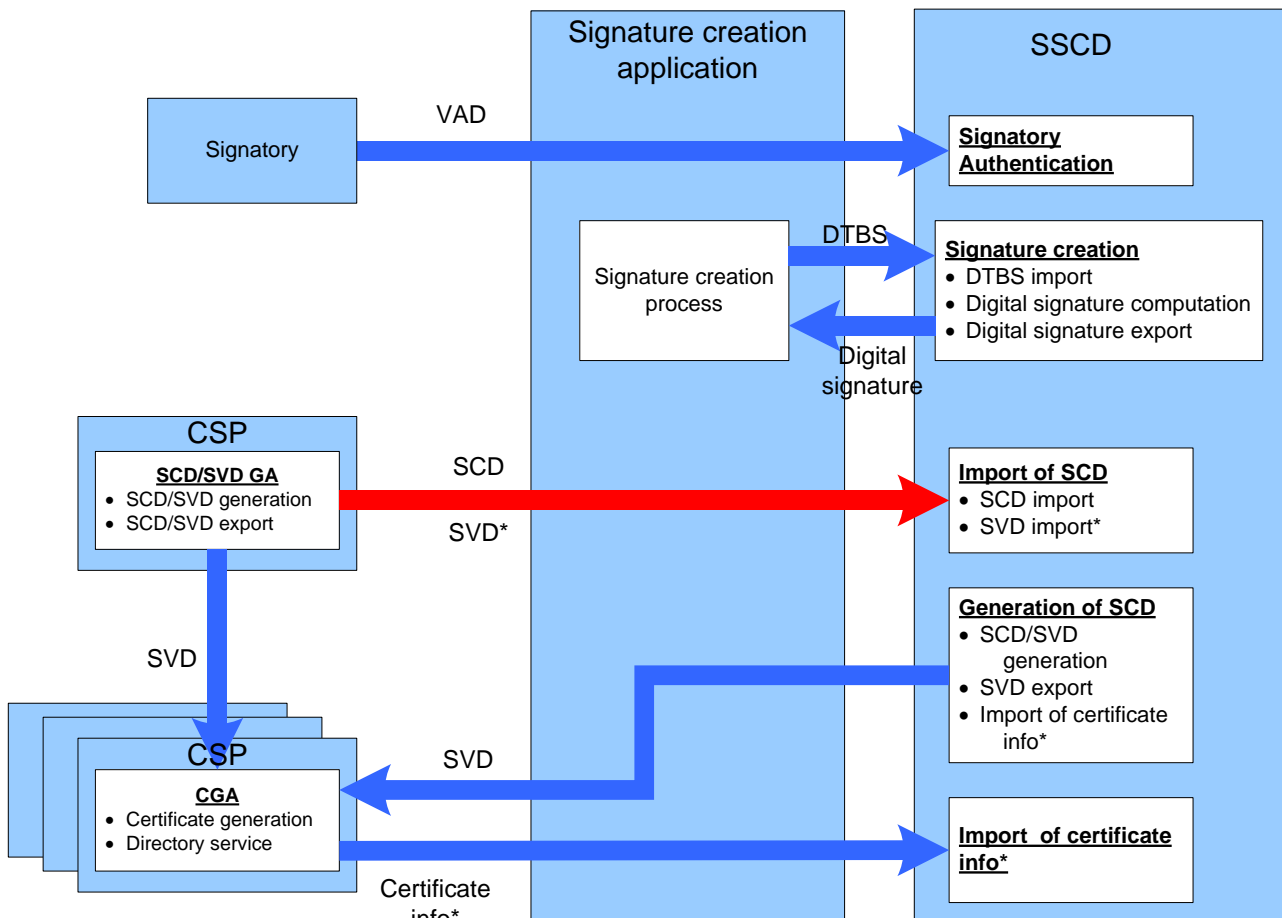 Signature creation
application
SSCD
VAD
Signatory
Signatory
Authentication
DTBS
Signature creation
process
Signature creation
• DTBS import
• Digital signature computation
• Digital signature export
Digital
signature
CSP
SCD/SVD GA
• SCD/SVD generation
• SCD/SVD export
SCD
SVD*
Import of SCD
• SCD import
• SVD import*
SVD
Generation of SCD
• SCD/SVD
generation
• SVD export
• Import of certificate
info*
CSP
CGA
• Certificate generation
• Directory service
SVD
Import of certificate
info*
Certificate
info*